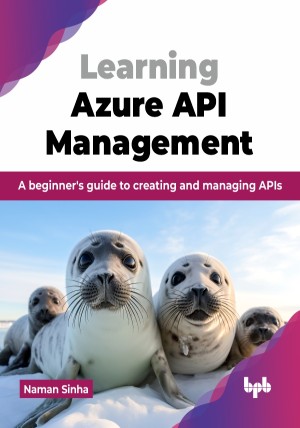 Learning
Azure API
Management
A beginner's guide to creating and managing APIs
Naman Sinha
bpb